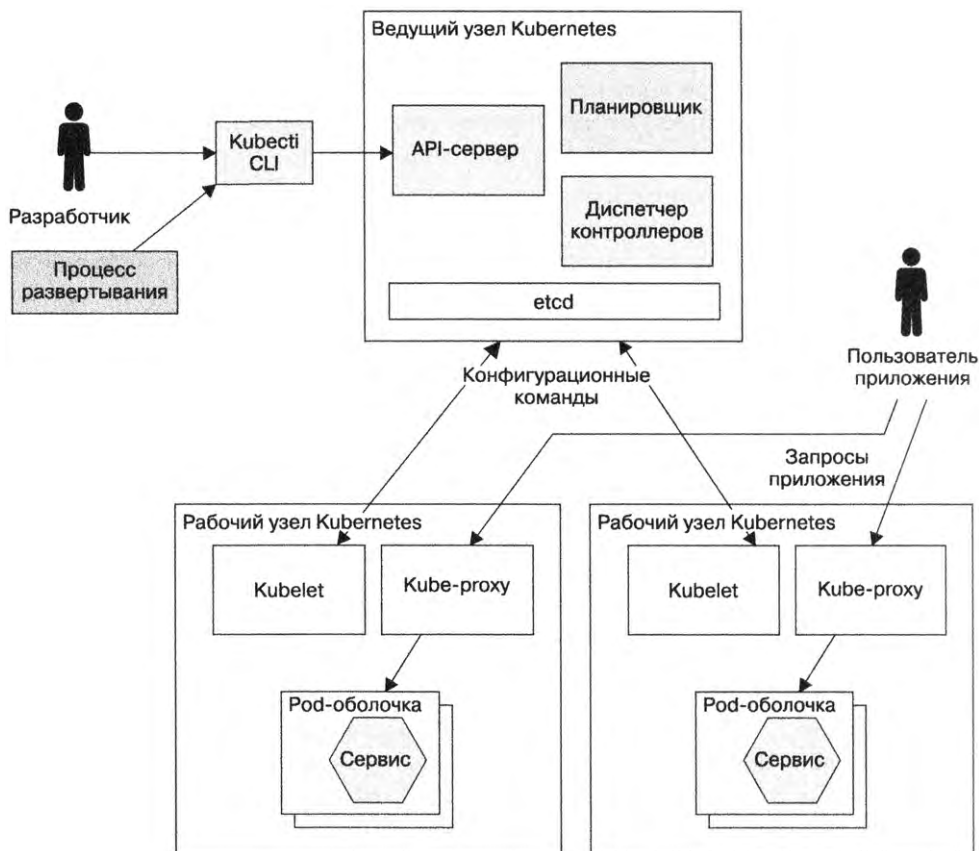 Ведущий узел Kubernetes
Планировщик
Kubecti
CLI
API-сервер
Разработчик
Диспетчер
контроллеров
Процесс
развертывания
etcd
Пользователь
приложения
Конфигурационные
команды
Запросы
приложения
Рабочий узел Kubernetes
Kubelet
Kube-proxy
Pod-оболочка
Сервис
Рабочий узел Kubernetes
Kubelet
Kube-proxy
Pod-оболочка
Сервис